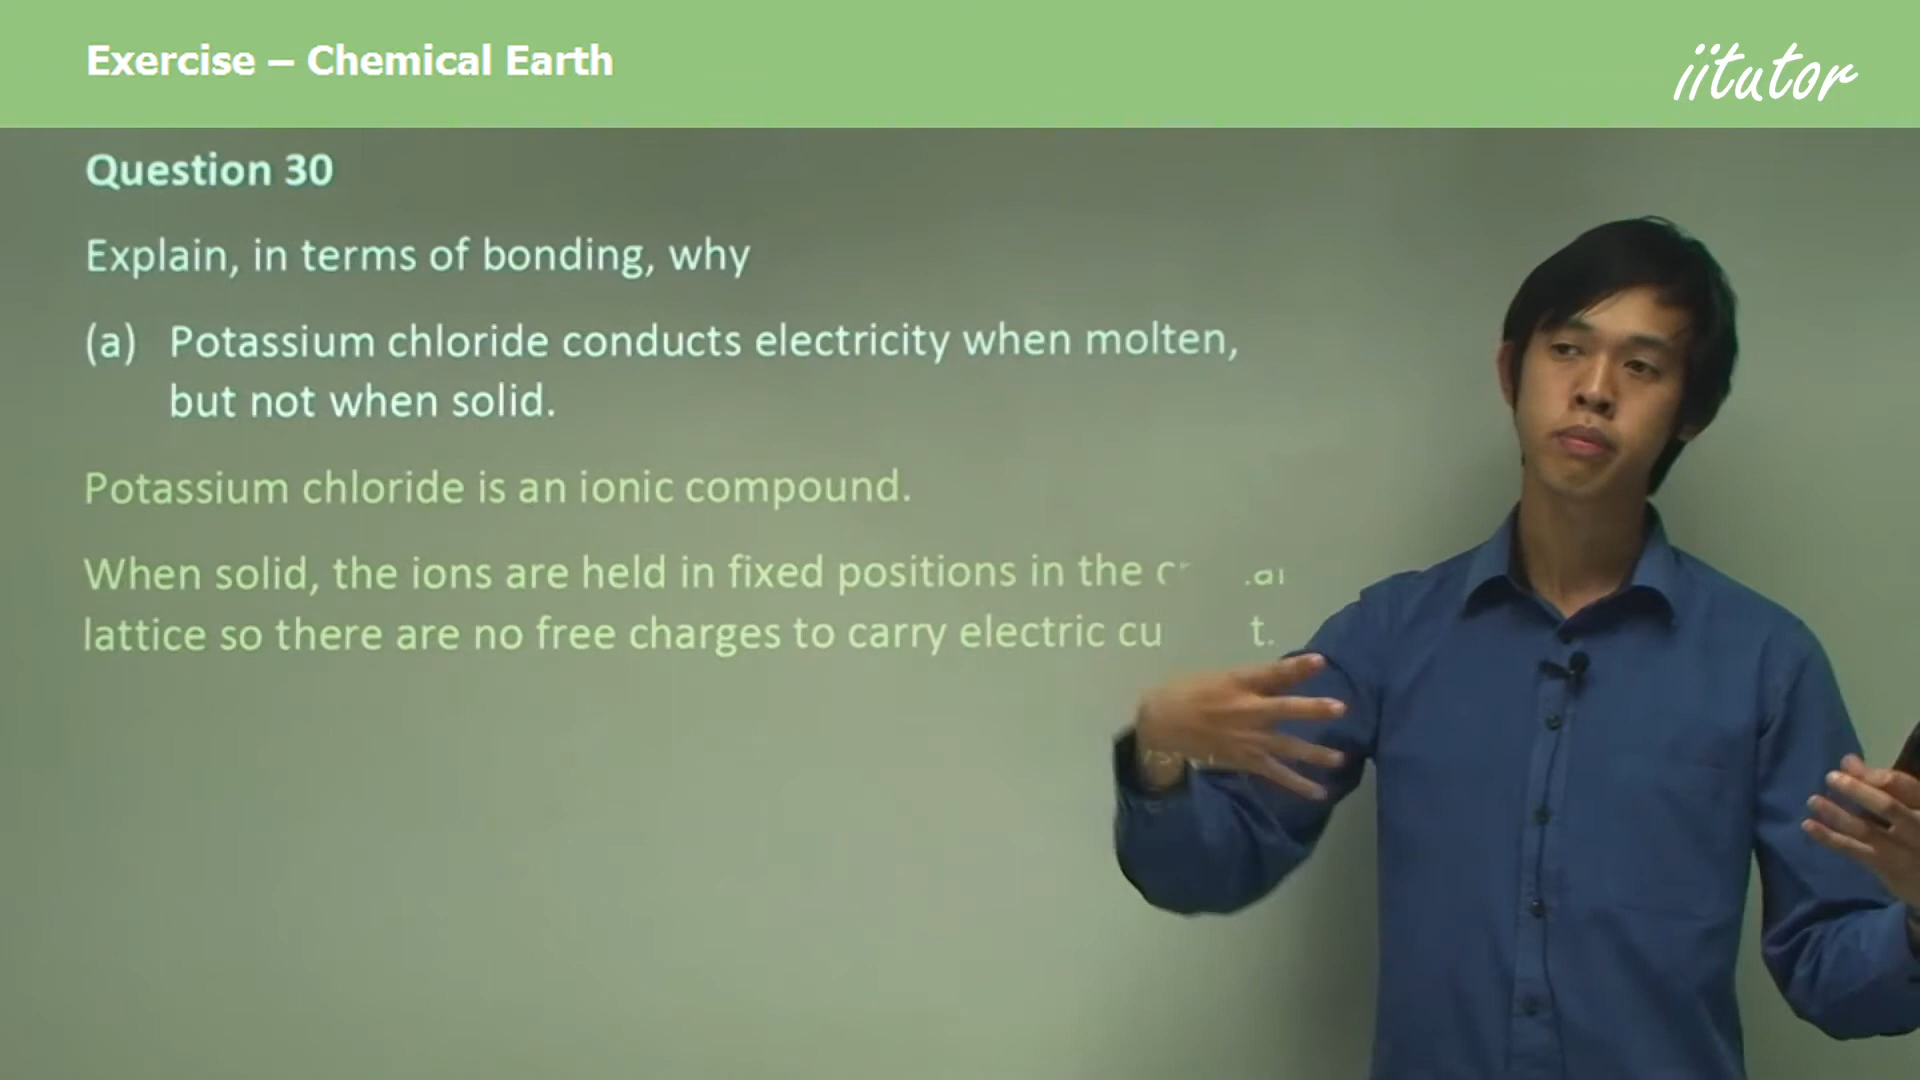 Exercise – Chemical Earth
iitutor
Question 30
Explain, in terms of bonding, why
(a) Potassium chloride conducts electricity when molten,
but not when solid.
Potassium chloride is an ionic compound.
When solid, the ions are held in fixed positions in the
lattice so there are no free charges to carry electric